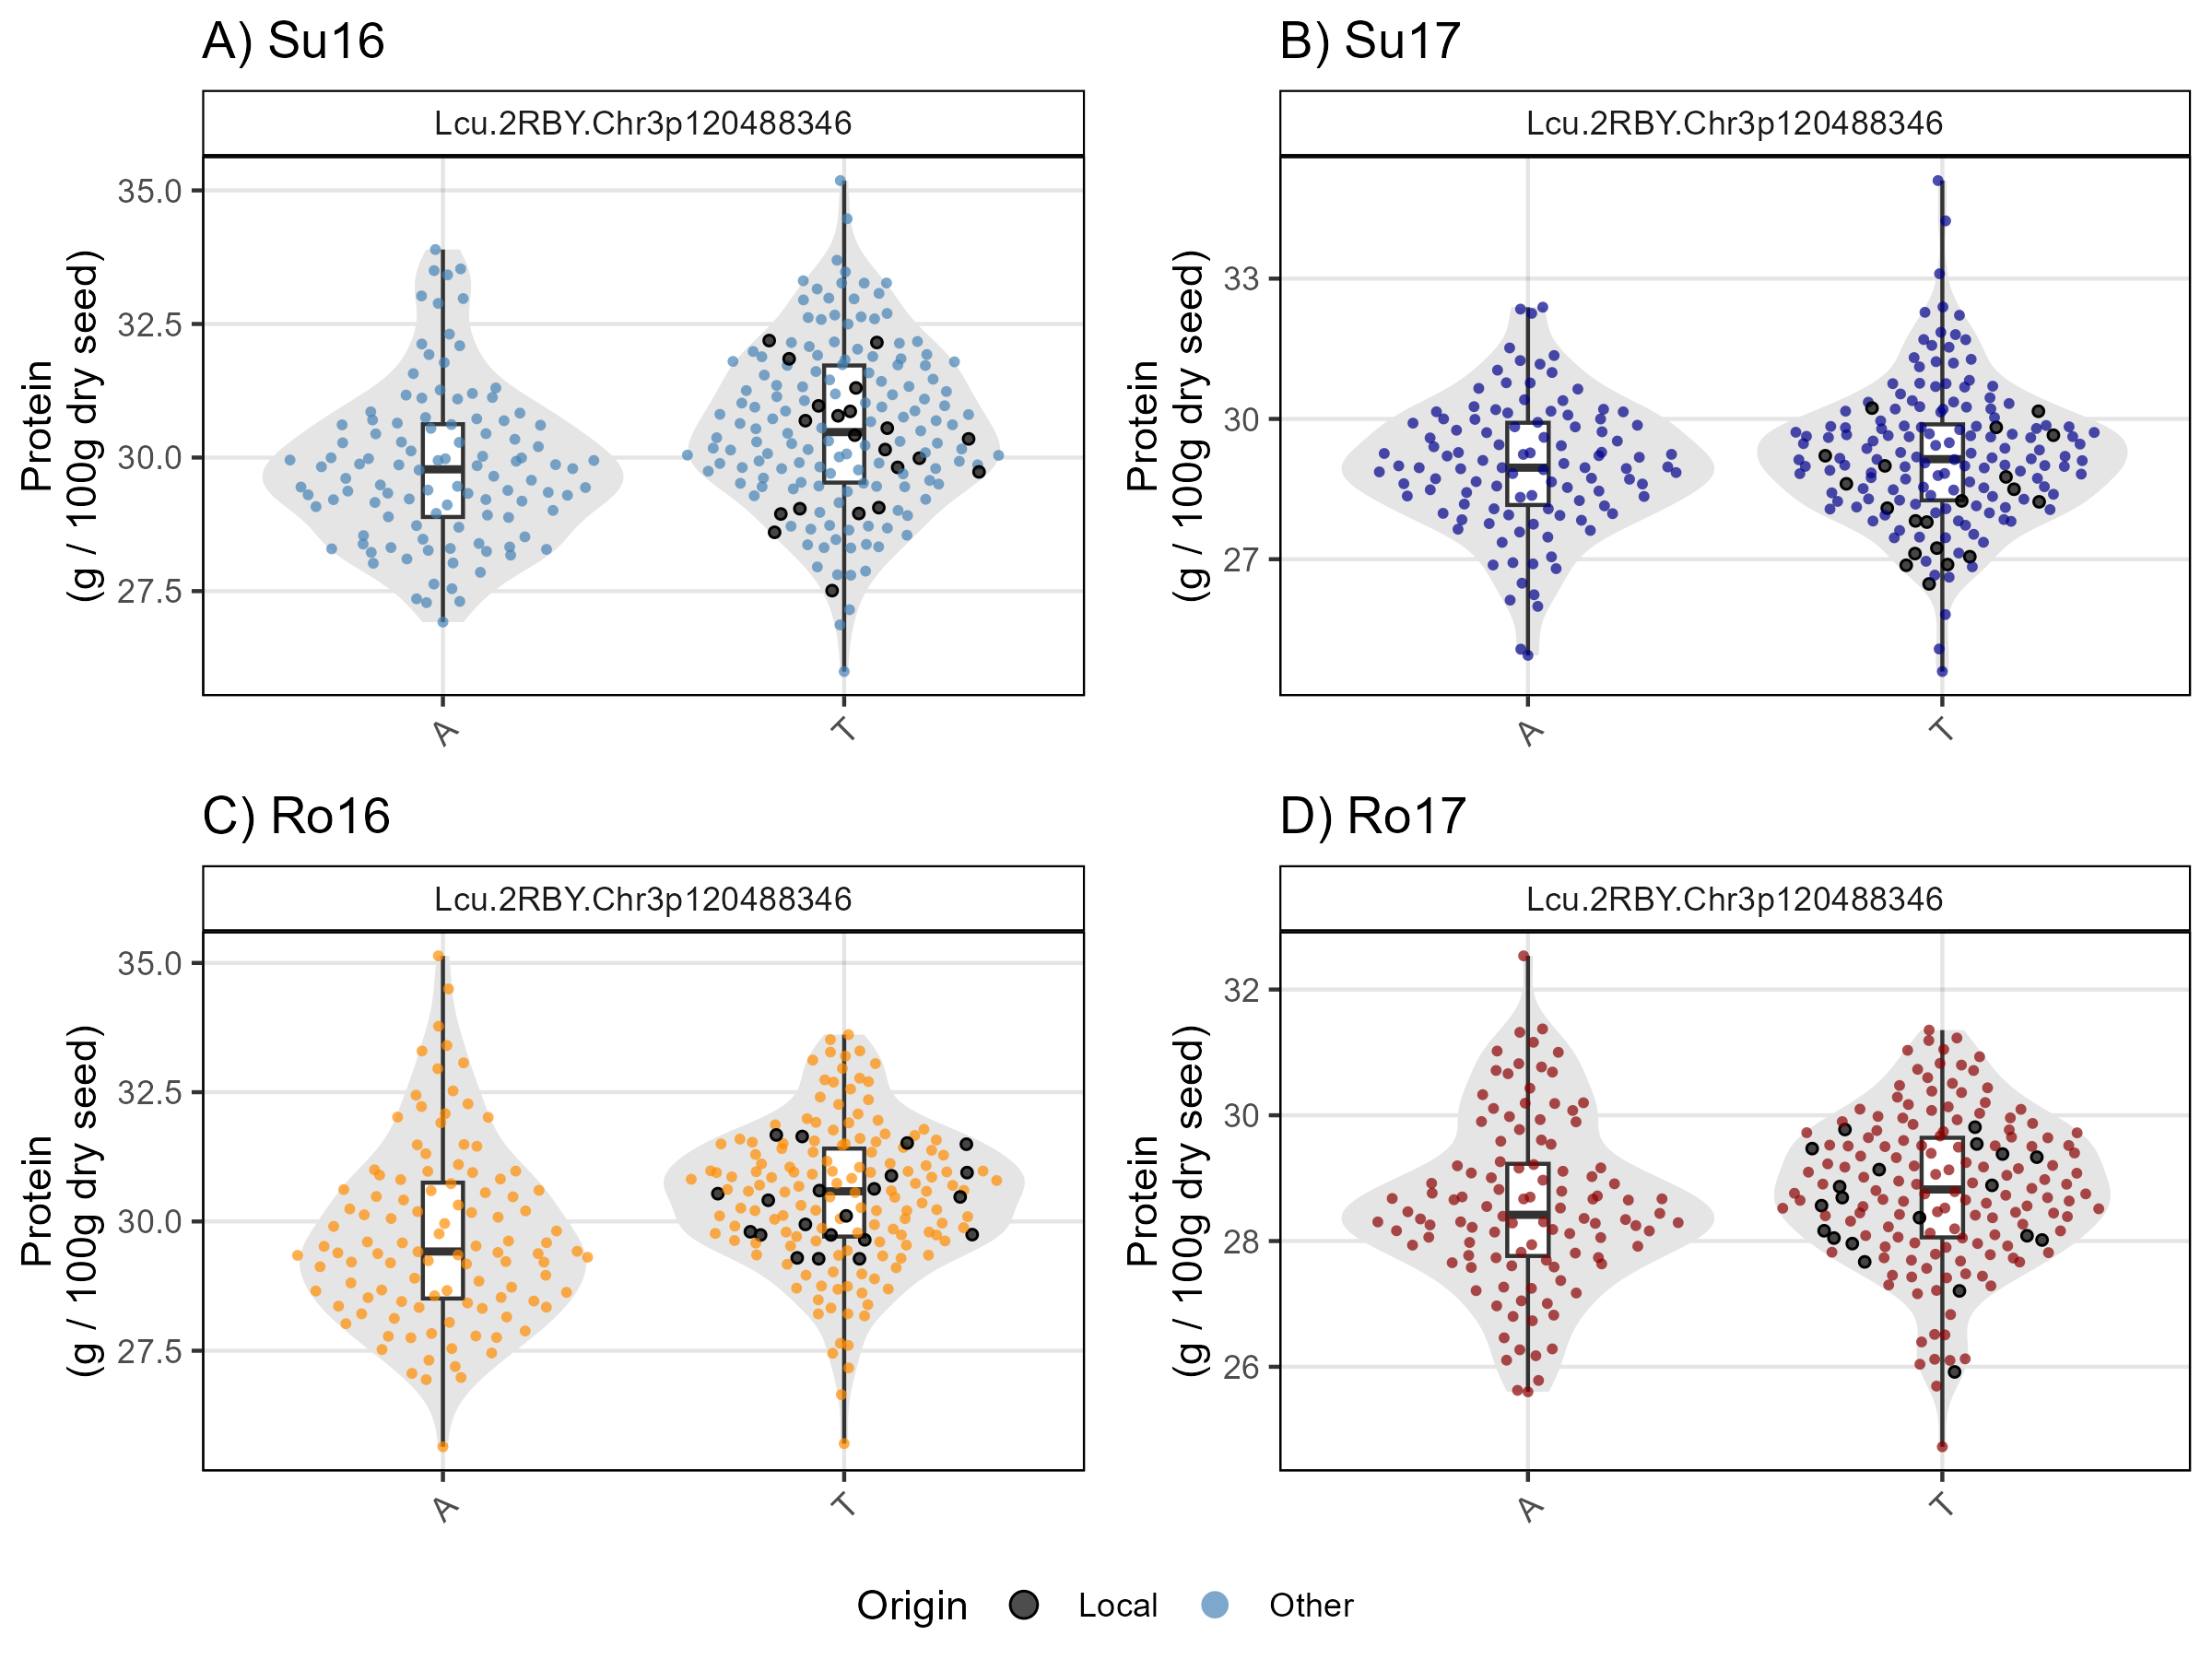 A) Su16
Lcu.2RBY.Chr3p120488346
Protein
(g / 100g dry seed)
35.0
32.5
30.0
27.5
A
T
B) Su17
Lcu.2RBY.Chr3p120488346
Protein
(g / 100g dry seed)
33
30
27
A
T
C) Ro16
Lcu.2RBY.Chr3p120488346
Protein
(g / 100g dry seed)
35.0
32.5
30.0
27.5
A
T
D) Ro17
Lcu.2RBY.Chr3p120488346
Protein
(g / 100g dry seed)
32
30
28
26
A
T
Origin Local Other